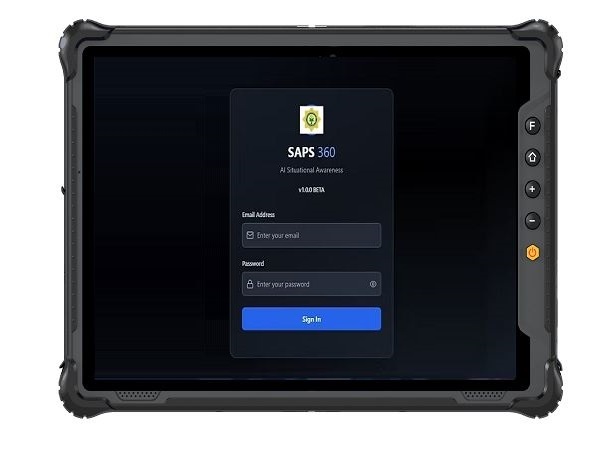 SAPS 360
AI Situational Awareness
v1.0.0 BETA
Email Address
Enter your email
Password
Enter your password
Sign In
F